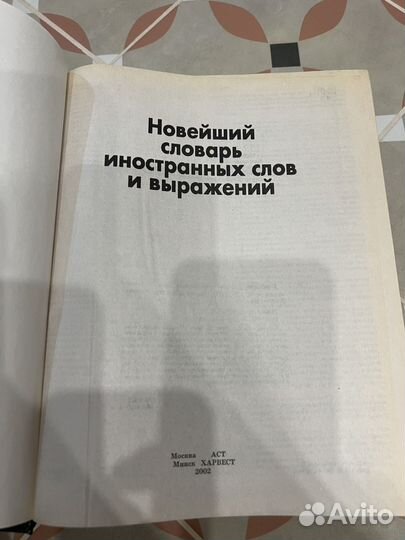 Новейший
словарь
иностранных слов
и выражений
Москва АСТ
Минск ХАРВЕСТ
2002
Avito